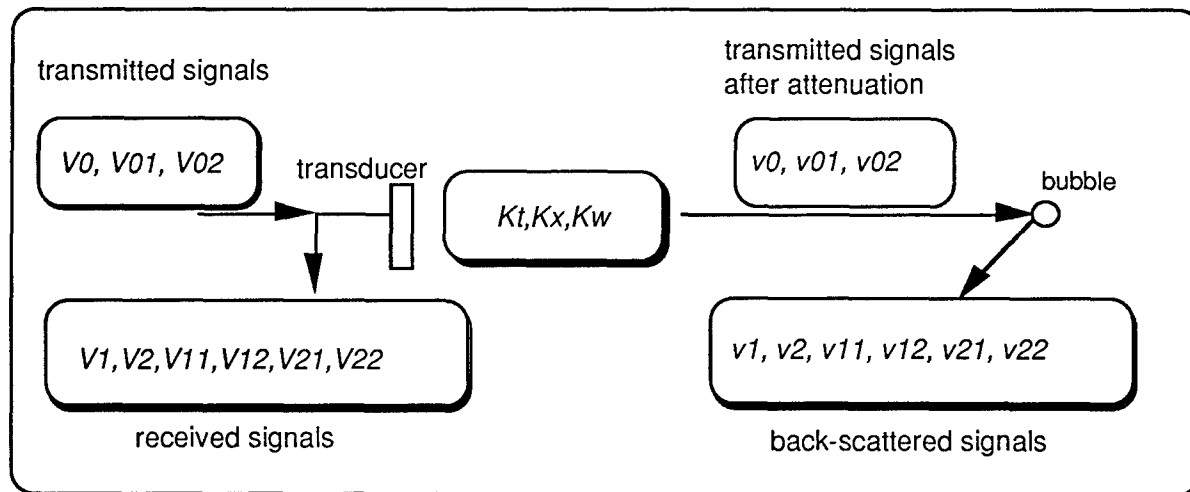 transmitted signals
transmitted signals
after attenuation
V0, V01, V02
transducer
v0, v01, v02
bubble
Kt,Kx,Kw
V1,V2,V11,V12,V21,V22
v1, v2, v11, v12, v21, v22
received signals
back-scattered signals